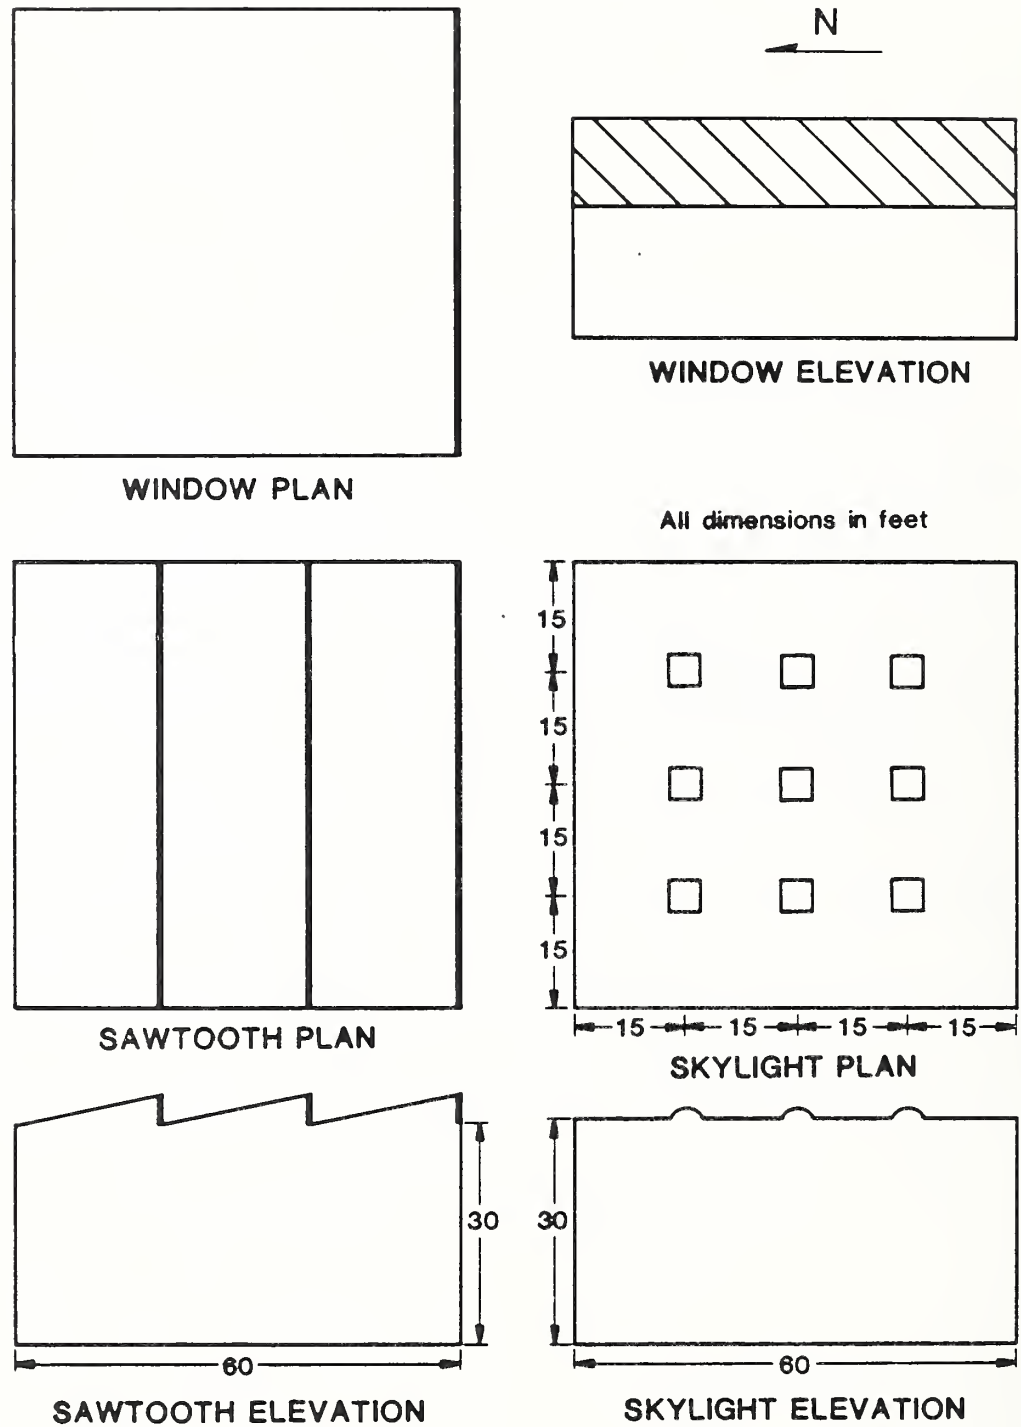 N
WINDOW ELEVATION
WINDOW PLAN
All dimensions in feet
15
15
15
15
15 15 15 15
SAWTOOTH PLAN
SKYLIGHT PLAN
30
30
60
60
SAWTOOTH ELEVATION
SKYLIGHT ELEVATION